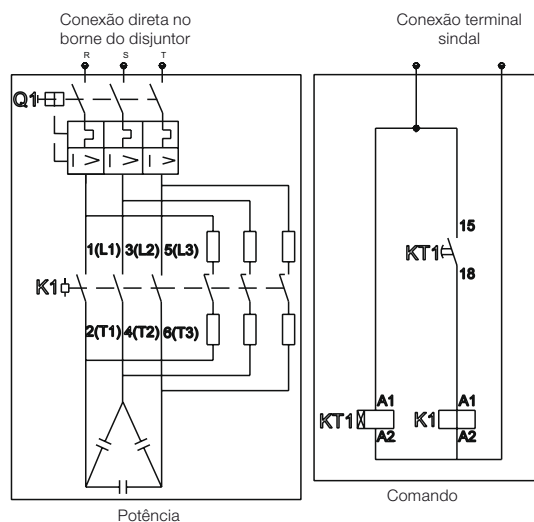 Conexão direta no
borne do disjuntor
R S T
Q1
I > I > I >
1(L1) 3(L2) 5(L3)
K1
2(T1) 4(T2) 6(T3)
Potência
Conexão terminal
sindal
15
KT1
18
A1 A1
KT1 K1
A2 A2
Comando